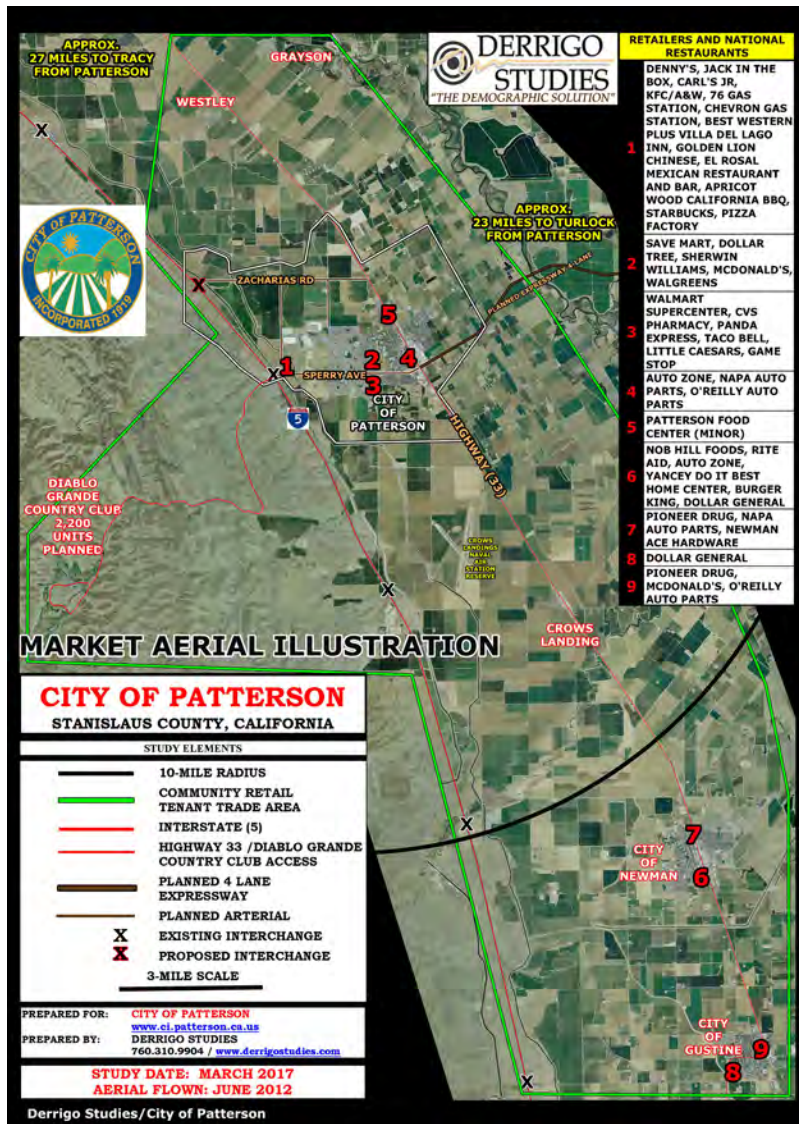 APPROX.
27 MILES TO TRACY
FROM PATTERSON
GRAYSON
WESTLEY
DERRIGO
STUDIES
"THE DEMOGRAPHIC SOLUTION"
RETAILERS AND NATIONAL
RESTAURANTS
1
DENNY'S, JACK IN THE
BOX, CARL'S JR,
KFC/A&W, 76 GAS
STATION, CHEVRON GAS
STATION, BEST WESTERN
PLUS VILLA DEL LAGO
INN, GOLDEN LION
CHINESE, EL ROSAL
MEXICAN RESTAURANT
AND BAR, APRICOT
WOOD CALIFORNIA BBQ,
STARBUCKS, PIZZA
FACTORY
2
SAVE MART, DOLLAR
TREE, SHERWIN
WILLIAMS, MCDONALD'S,
WALGREENS
3
WALMART
SUPERCENTER, CVS
PHARMACY, PANDA
EXPRESS, TACO BELL,
LITTLE CAESARS, GAME
STOP
4
AUTO ZONE, NAPA AUTO
PARTS, O'REILLY AUTO
PARTS
5
PATTERSON FOOD
CENTER (MINOR)
6
NOB HILL FOODS, RITE
AID, AUTO ZONE,
YANCEY DO IT BEST
HOME CENTER, BURGER
KING, DOLLAR GENERAL
7
PIONEER DRUG, NAPA
AUTO PARTS, NEWMAN
ACE HARDWARE
8
DOLLAR GENERAL
9
PIONEER DRUG,
MCDONALD'S, O'REILLY
AUTO PARTS
X
CITY OF PATTERSON
INCORPORATED 1919
APPROX.
23 MILES TO TURLOCK
FROM PATTERSON
X
ZACHARIAS RD
PLANNED EXPRESSWAY 4-LANE
5
1
2
4
X
SPERRY AVE
3
CITY
OF
PATTERSON
5
HIGHWAY (33)
DIABLO
GRANDE
COUNTRY CLUB
2,200
UNITS
PLANNED
CROWS
LANDINGS
NAVAL
AIR
STATION
RESERVE
X
CROWS
LANDING
MARKET AERIAL ILLUSTRATION
CITY OF PATTERSON
STANISLAUS COUNTY, CALIFORNIA
STUDY ELEMENTS
10-MILE RADIUS
COMMUNITY RETAIL
TENANT TRADE AREA
INTERSTATE (5)
HIGHWAY 33 /DIABLO GRANDE
COUNTRY CLUB ACCESS
PLANNED 4 LANE
EXPRESSWAY
PLANNED ARTERIAL
X EXISTING INTERCHANGE
X PROPOSED INTERCHANGE
3-MILE SCALE
X
7
CITY
OF
NEWMAN
6
CITY
OF
GUSTINE
9
8
X
PREPARED FOR: CITY OF PATTERSON
www.ci.patterson.ca.us
PREPARED BY: DERRIGO STUDIES
760.310.9904 / www.derrigostudies.com
STUDY DATE: MARCH 2017
AERIAL FLOWN: JUNE 2012
Derrigo Studies/City of Patterson